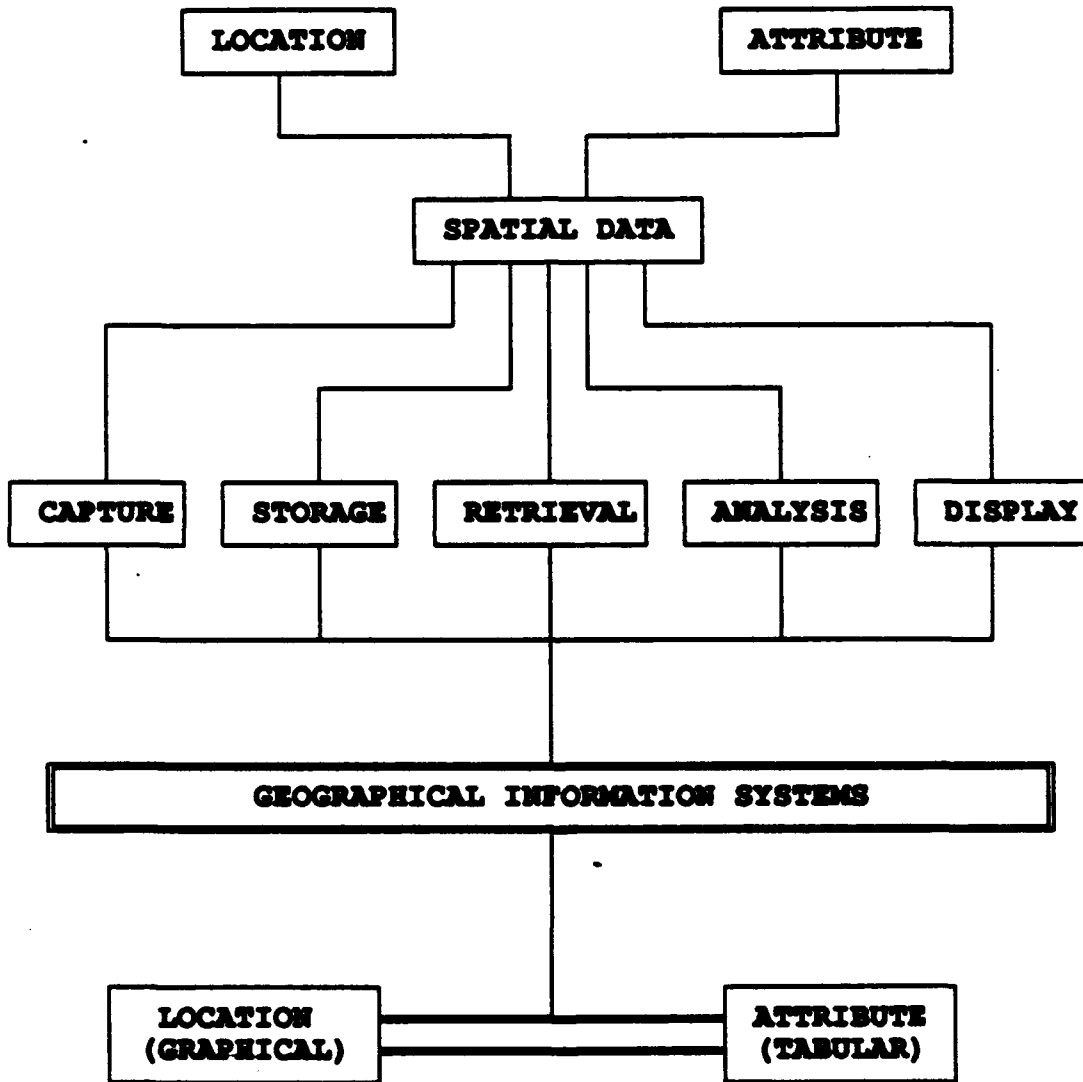 LOCATION
ATTRIBUTE
SPATIAL DATA
CAPTURE
STORAGE
RETRIEVAL
ANALYSIS
DISPLAY
GEOGRAPHICAL INFORMATION SYSTEMS
LOCATION
(GRAPHICAL)
ATTRIBUTE
(TABULAR)